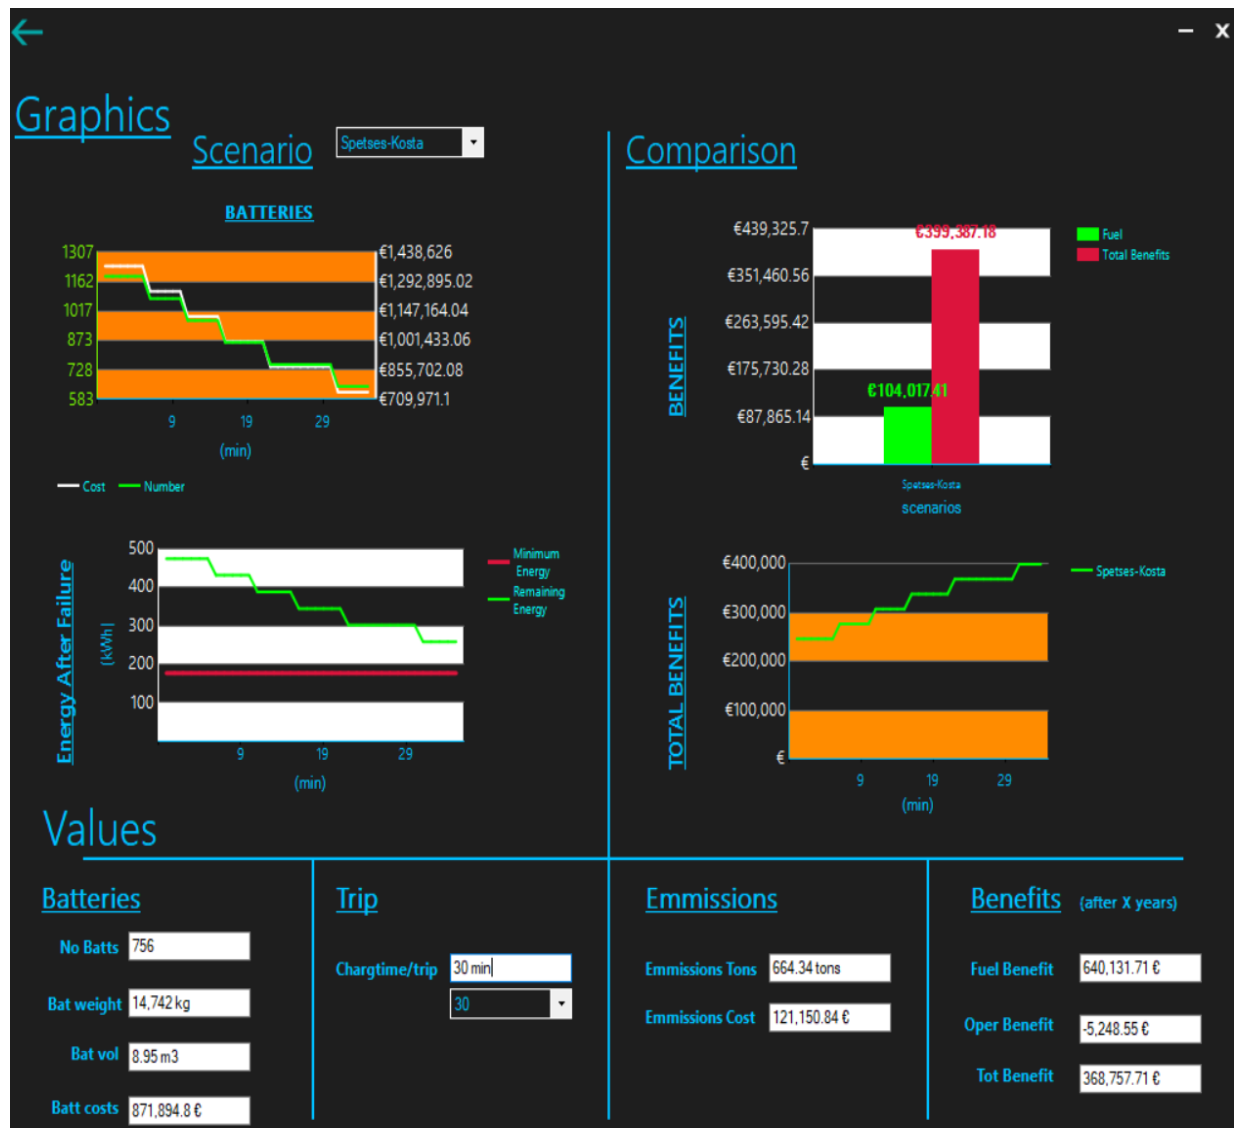 X
Graphics
Scenario
Spetses-Kosta
BATTERIES
1307
1162
1017
873
728
583
€1,438,626
€1,292,895.02
€1,147,164.04
€1,001,433.06
€855,702.08
€709,971.1
9 19 29
(min)
Cost Number
Energy After Failure
(kWh)
500
400
300
200
100
9 19 29
(min)
Minimum
Energy
Remaining
Energy
Comparison
BENEFITS
€439,325.7
€351,460.56
€263,595.42
€175,730.28
€87,865.14
€
€399,387.18
€104,017.41
Spetses-Kosta
scenarios
Fuel
Total Benefits
TOTAL BENEFITS
€400,000
€300,000
€200,000
€100,000
€
9 19 29
(min)
Spetses-Kosta
Values
Batteries
No Batts 756
Bat weight 14,742 kg
Bat vol 8.95 m3
Batt costs 871,894.8 €
Trip
Chargtime/trip 30 min
30
Emmissions
Emmissions Tons 664.34 tons
Emmissions Cost 121,150.84 €
Benefits (after X years)
Fuel Benefit 640,131.71 €
Oper Benefit -5,248.55 €
Tot Benefit 368,757.71 €